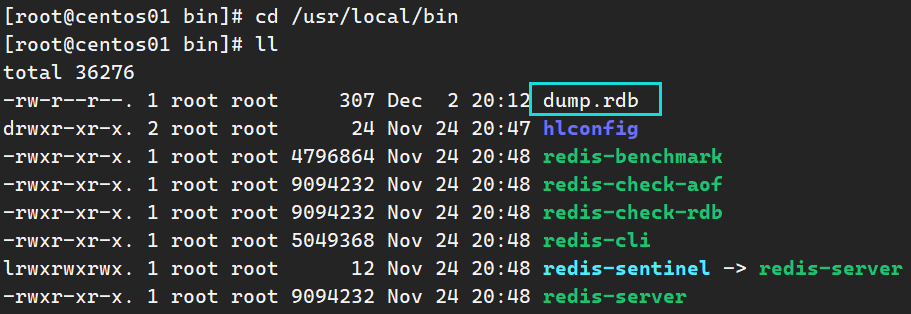 [root@centos01 bin]# cd /usr/local/bin
[root@centos01 bin]# ll
total 36276
-rw-r--r--. 1 root root     307 Dec  2 20:12 dump.rdb
drwxr-xr-x. 2 root root      24 Nov 24 20:47 hlconfig
-rwxr-xr-x. 1 root root 4796864 Nov 24 20:48 redis-benchmark
-rwxr-xr-x. 1 root root 9094232 Nov 24 20:48 redis-check-aof
-rwxr-xr-x. 1 root root 9094232 Nov 24 20:48 redis-check-rdb
-rwxr-xr-x. 1 root root 5049368 Nov 24 20:48 redis-cli
lrwxrwxrwx. 1 root root      12 Nov 24 20:48 redis-sentinel -> redis-server
-rwxr-xr-x. 1 root root 9094232 Nov 24 20:48 redis-server